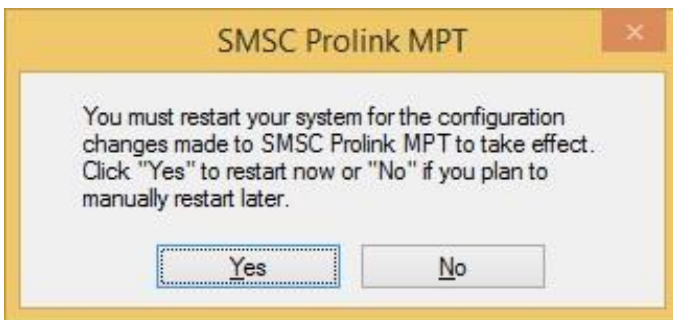 SMSC Prolink MPT
You must restart your system for the configuration
changes made to SMSC Prolink MPT to take effect.
Click "Yes" to restart now or "No" if you plan to
manually restart later.
Yes
No